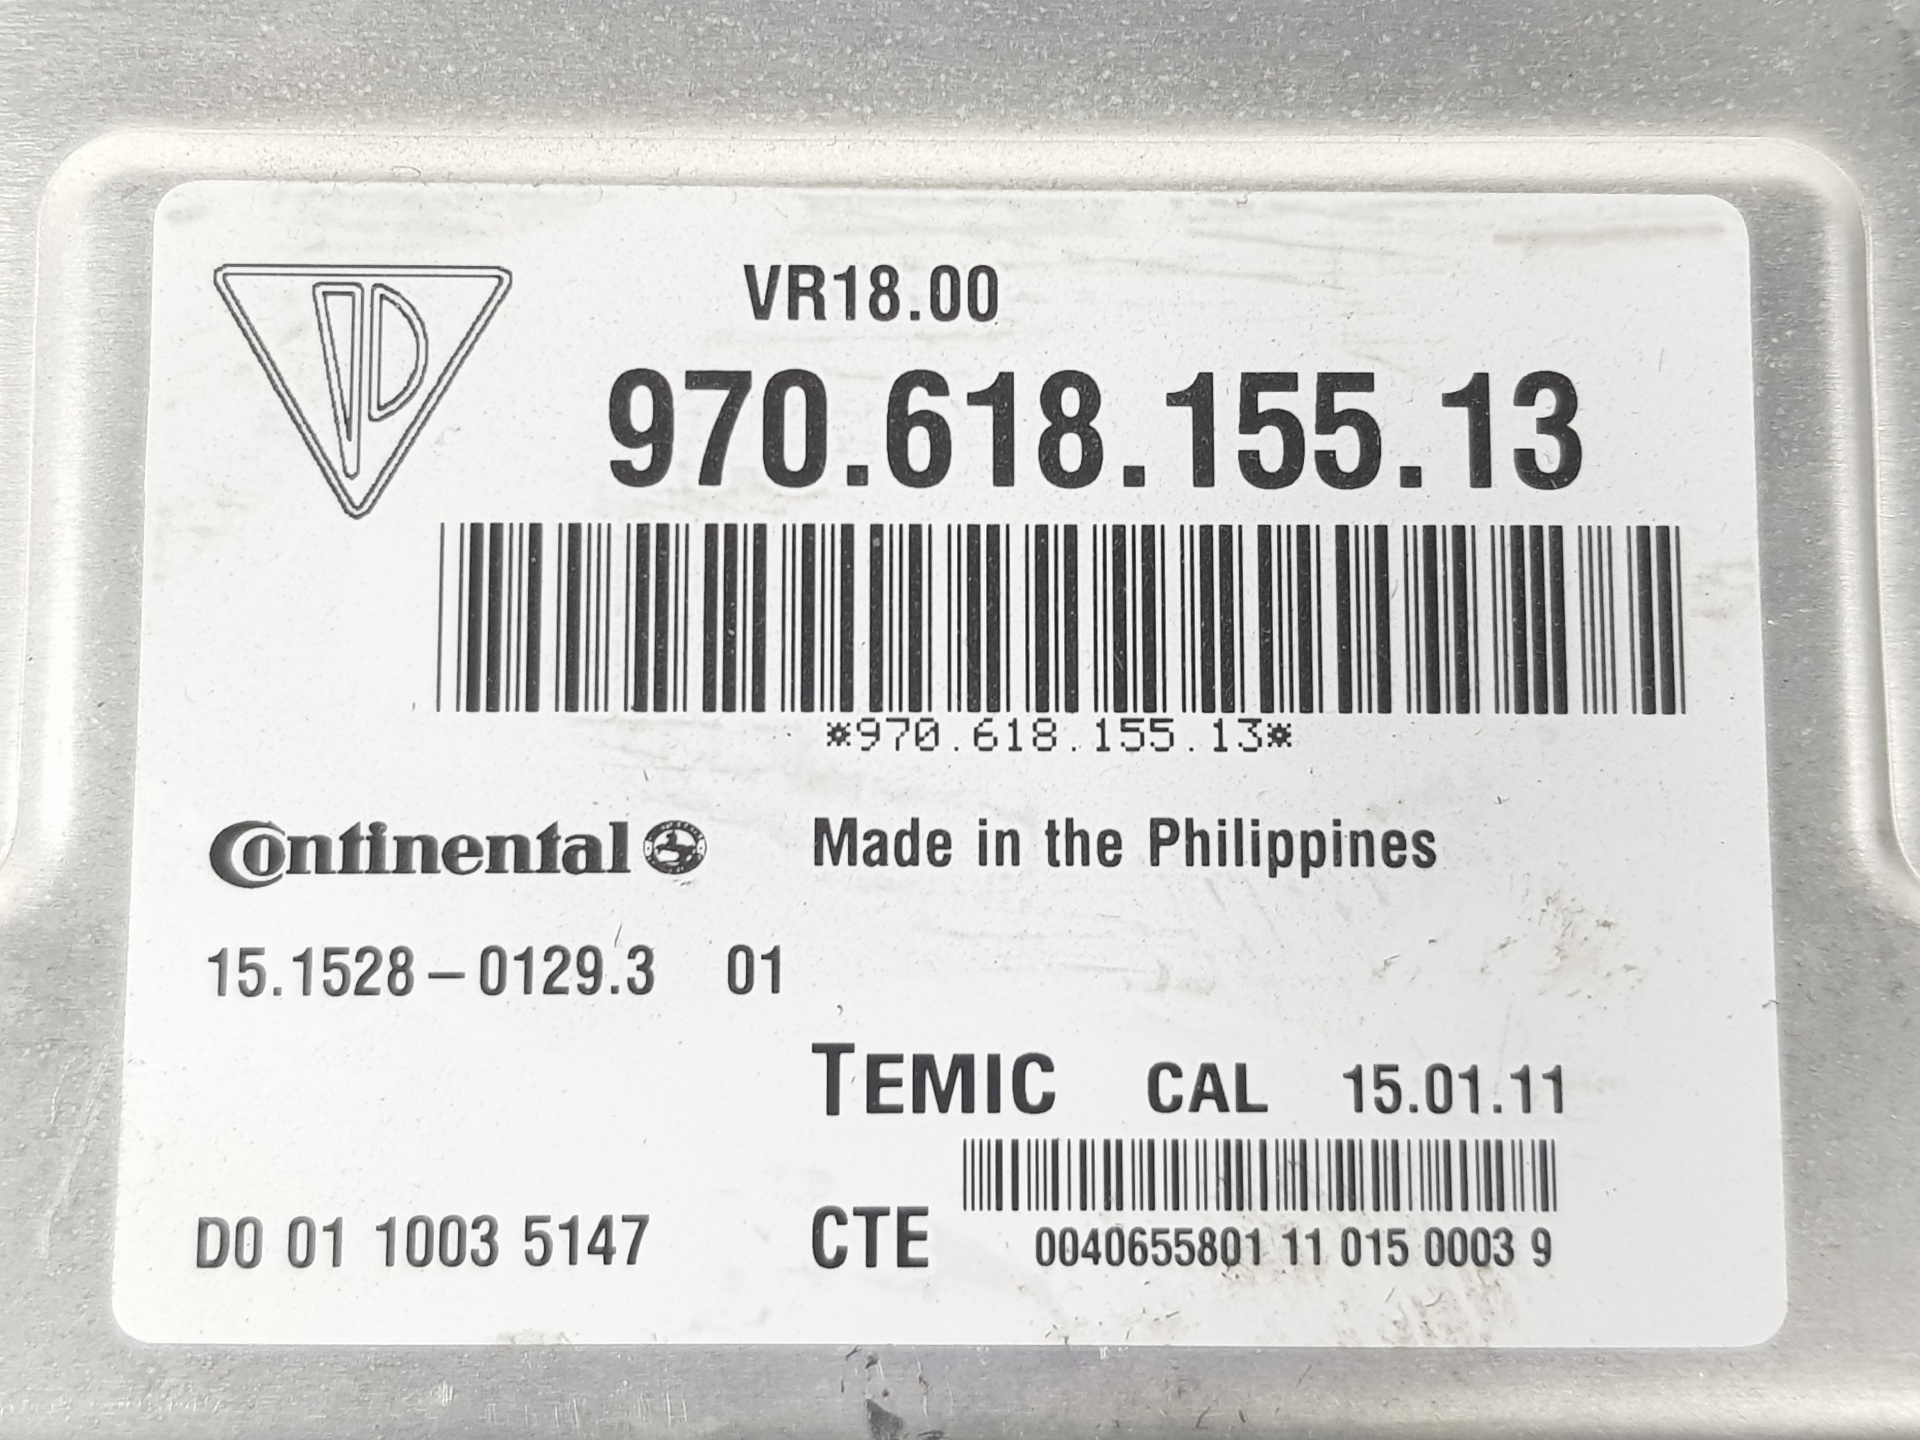 VR18.00
970.618.155.13
*970.618.155.13*
Continental Made in the Philippines
15.1528-0129.3 01
TEMIC CAL 15.01.11
D0 01 1003 5147 CTE 0040655801 11 015 0003 9